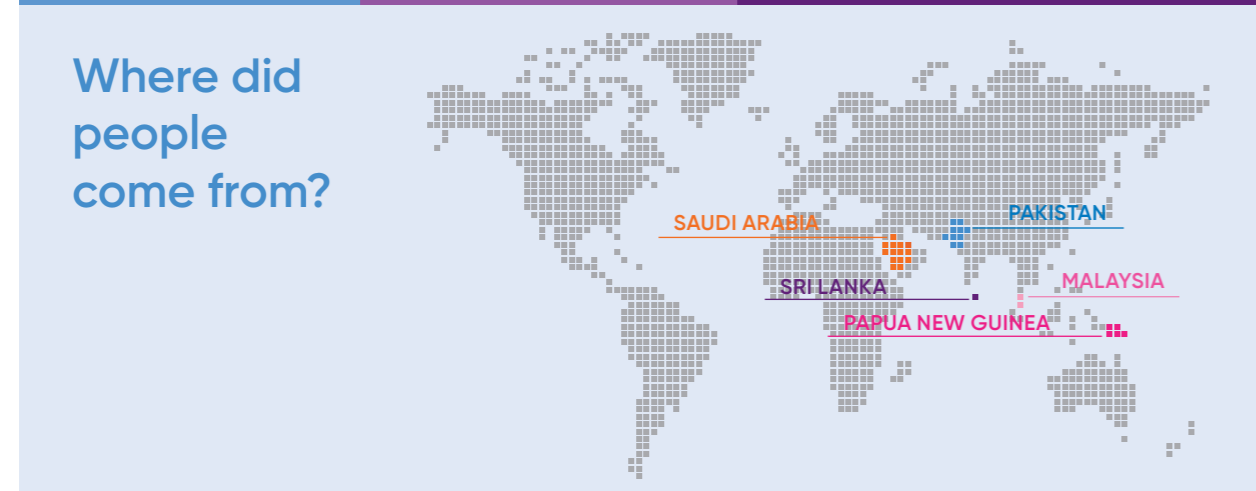 Where did
people
come from?
SAUDI ARABIA
PAKISTAN
SRI LANKA
MALAYSIA
PAPUA NEW GUINEA